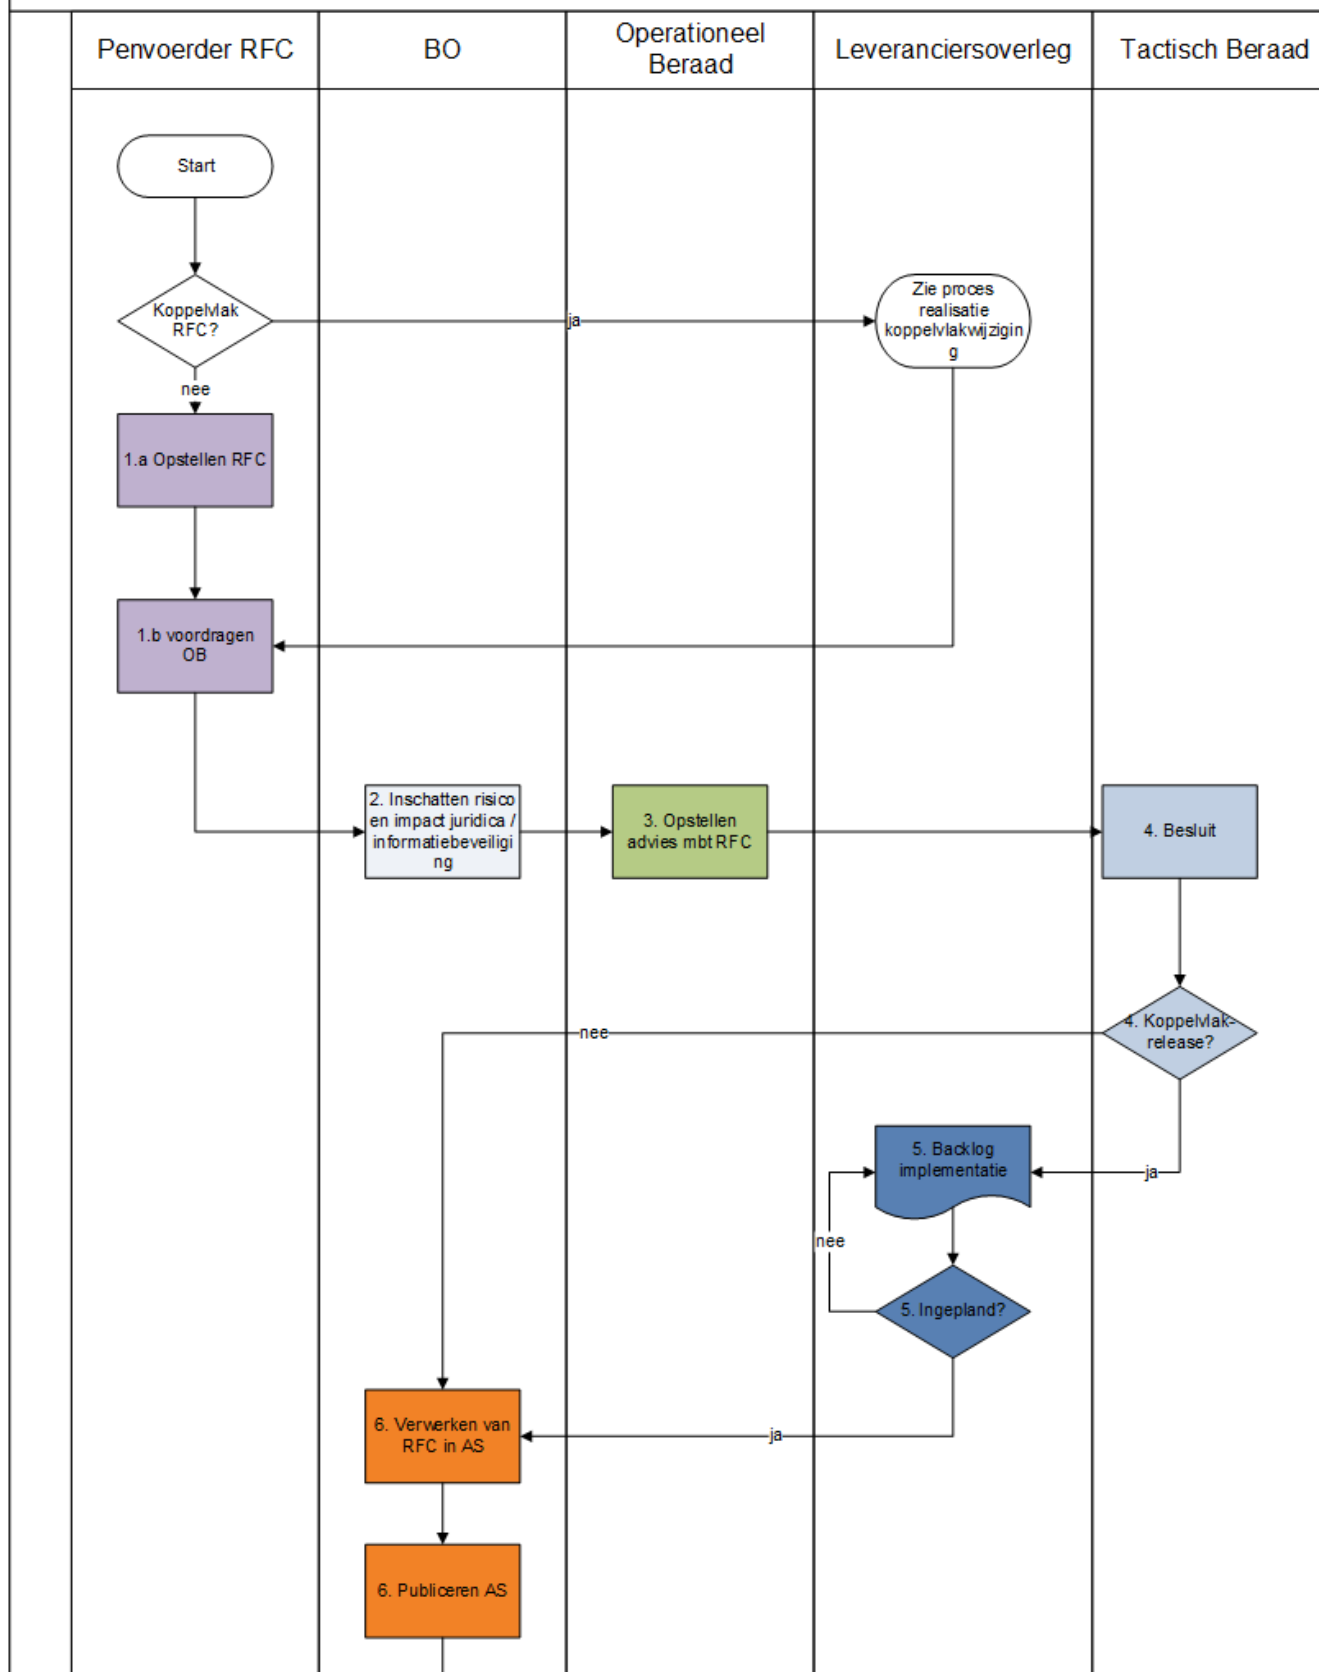 Penvoerder RFC
BO
Operationeel
Beraad
Leveranciersoverleg
Tactisch Beraad
Start
Koppelvlak
RFC?
ja
Zie proces
realisatie
koppelvlakwijzigin
g
nee
1.a Opstellen RFC
1.b voordragen
OB
2. Inschatten risico
en impact juridica /
informatiebeveiligi
ng
3. Opstellen
advies mbt RFC
4. Besluit
4. Koppelvlak-
release?
nee
5. Backlog
implementatie
ja
nee
5. Ingepland?
6. Verwerken van
RFC in AS
ja
6. Publiceren AS